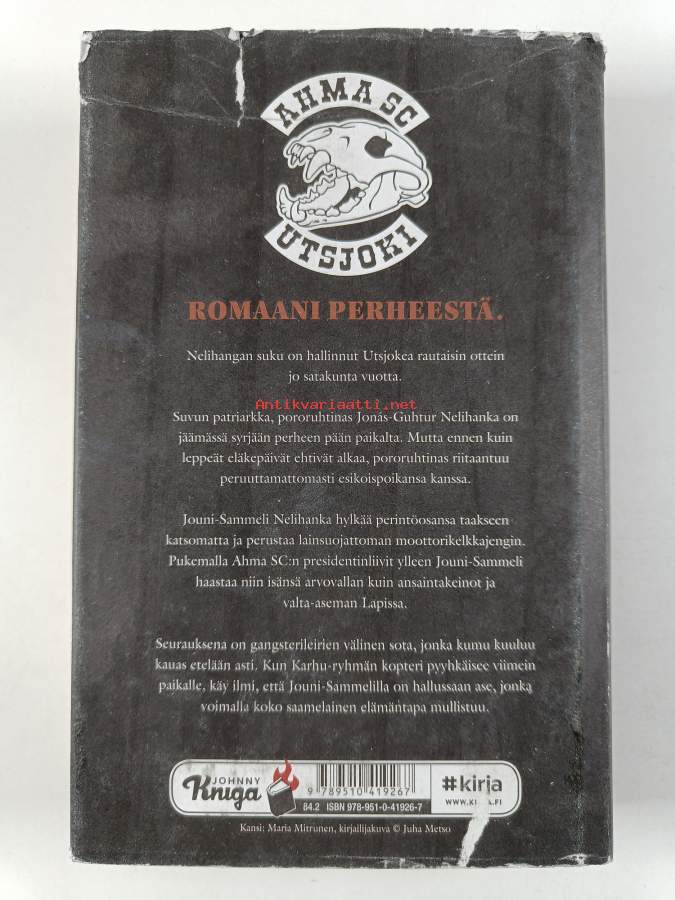 AHMA SC
UTSJOKI
ROMAANI PERHEESTÄ.
Nelihangan suku on hallinnut Utsjokea rautaisin ottein
jo satakunta vuotta.
Antikvariaatti.net
Suvun patriarkka, pororuhtinas Jonás-Guhtur Nelihanka on
jäämässä syrjään perheen pään paikalta. Mutta ennen kuin
leppeät eläkepäivät ehtivät alkaa, pororuhtinas riitaantuu
peruuttamattomasti esikoispoikansa kanssa.
Jouni-Sammeli Nelihanka hylkää perintöosansa taakseen
katsomatta ja perustaa lainsuojattoman moottorikelkkajengin.
Pukemalla Ahma SC:n presidentinliivit ylleen Jouni-Sammeli
haastaa niin isänsä arvovallan kuin ansaintakeinot ja
valta-aseman Lapissa.
Seurauksena on gangsterileirien välinen sota, jonka kumu kuuluu
kauas etelään asti. Kun Karhu-ryhmän kopteri pyyhkäisee viimein
paikalle, käy ilmi, että Jouni-Sammelilla on hallussaan ase, jonka
voimalla koko saamelainen elämäntapa mullistuu.
JOHNNY
Kniga
9 789510 419267
84.2 ISBN 978-951-0-41926-7
#kirja
Kansi: Maria Mitrunen, kirjailijakuva © Juha Metso